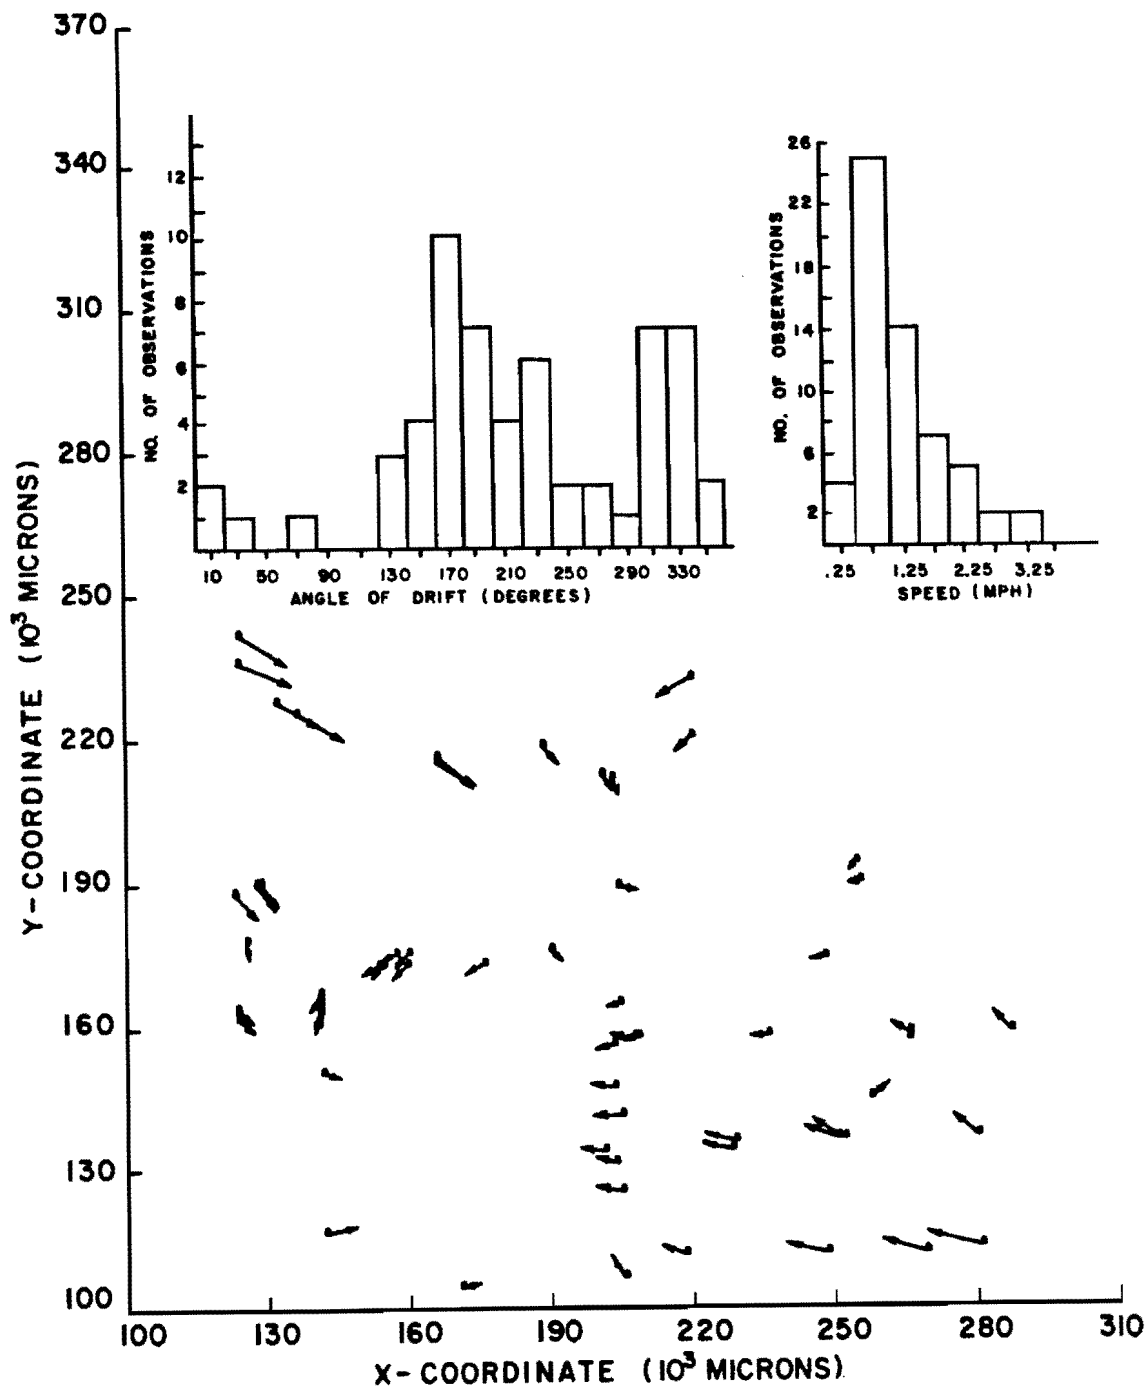 370
340
310
280
250
220
190
160
130
100
Y-COORDINATE (10³ MICRONS)
12
10
8
6
4
2
NO. OF OBSERVATIONS
10 50 90 130 170 210 250 290 330
ANGLE OF DRIFT (DEGREES)
26
22
18
14
10
6
2
NO. OF OBSERVATIONS
.25 1.25 2.25 3.25
SPEED (MPH)
100 130 160 190 220 250 280 310
X-COORDINATE (10³ MICRONS)